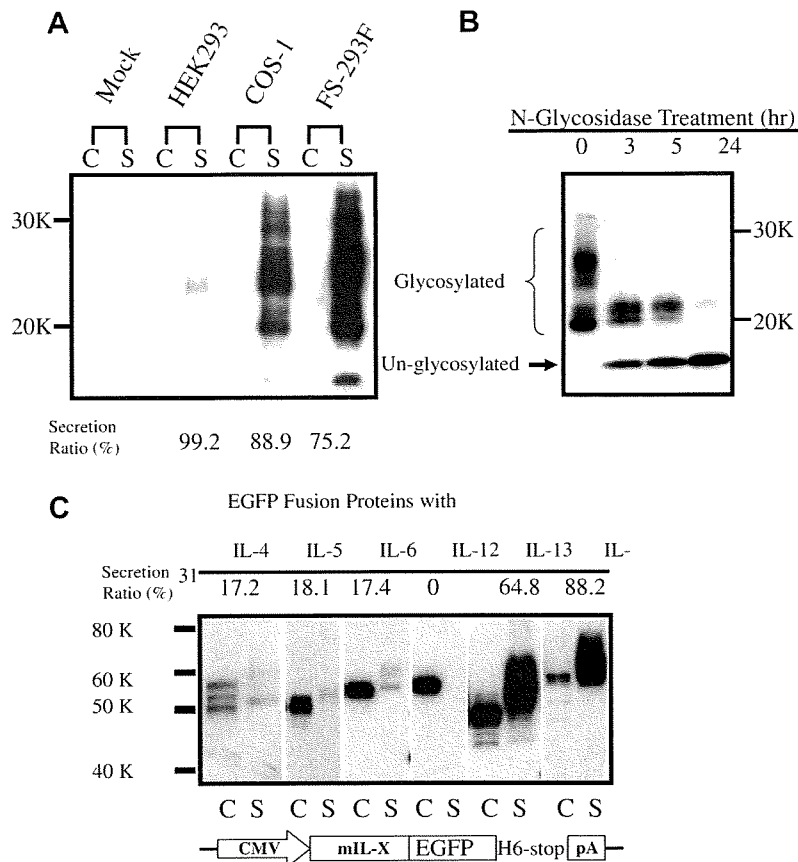 A
Mock HEK293 COS-1 FS-293F
C S C S C S C S
30K
20K
Secretion
Ratio (%)
99.2 88.9 75.2
B
N-Glycosidase Treatment (hr)
0 3 5 24
30K
Glycosylated
20K
Un-glycosylated
C
EGFP Fusion Proteins with
IL-4 IL-5 IL-6 IL-12 IL-13 IL-
31
Secretion
Ratio (%)
17.2 18.1 17.4 0 64.8 88.2
80 K
60 K
50 K
40 K
C S C S C S C S C S C S
CMV mIL-X EGFP H6-stop pA